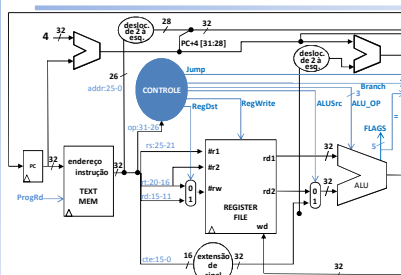 desloc.
de 2 à
esq.
28
32
4
32
PC+4 [31:28]
desloc.
de 2 à
esq.
26
addr:25-0
Jump
CONTROLE
Branch
3
RegDst
RegWrite
ALUSrc
ALU_OP
FLAGS
5
=
op:31-26
rs:25-21
#r1
rd1
32
PC
32
endereço
instrução
32
#r2
rt:20-16
0
1
#rw
rd:15-11
rd2
32
0
1
32
ALU
TEXT
MEM
ProgRd
REGISTER
FILE
wd
cte:15-0
16
extensão
de
sinal
32
32